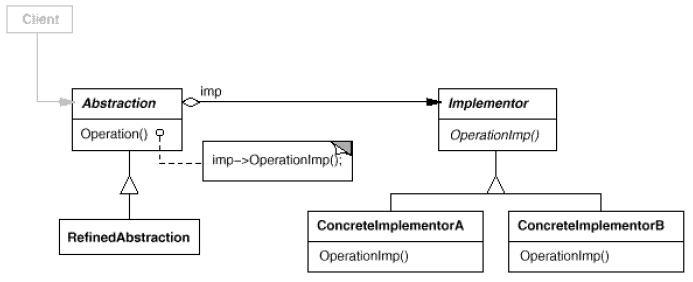 Client
Abstraction
imp
Implementor
Operation()
OperationImp()
imp->OperationImp();
RefinedAbstraction
ConcreteImplementorA
ConcreteImplementorB
OperationImp()
OperationImp()